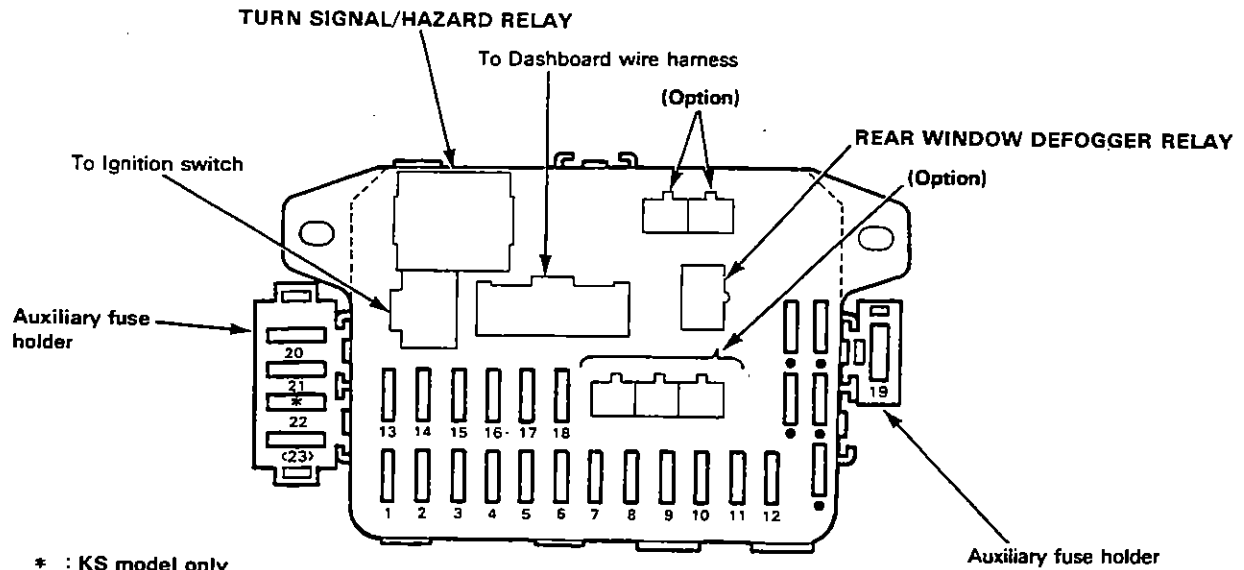 TURN SIGNAL/HAZARD RELAY
To Dashboard wire harness
(Option)
To Ignition switch
REAR WINDOW DEFOGGER RELAY
(Option)
Auxiliary fuse
holder
20
21
*
22
<23>
19
13 14 15 16 17 18
1 2 3 4 5 6 7 8 9 10 11 12
Auxiliary fuse holder
* : KS model only